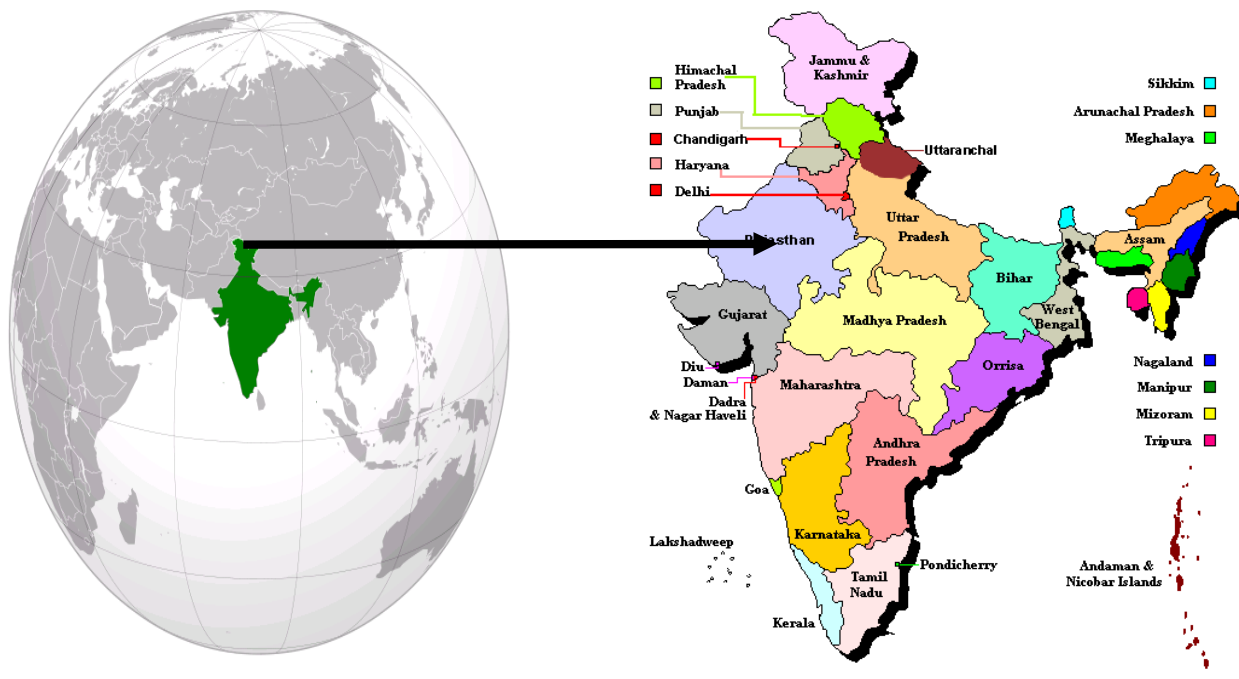 Jammu &
Kashmir
Himachal
Pradesh
Punjab
Chandigarh
Haryana
Delhi
Uttaranchal
Sikkim
Arunachal Pradesh
Meghalaya
Rajasthan
Uttar
Pradesh
Assam
Bihar
Gujarat
Madhya Pradesh
West
Bengal
Diu
Daman
Dadra
& Nagar Haveli
Maharashtra
Orrisa
Nagaland
Manipur
Mizoram
Tripura
Andhra
Pradesh
Goa
Karnataka
Lakshadweep
Tamil
Nadu
Pondicherry
Kerala
Andaman &
Nicobar Islands